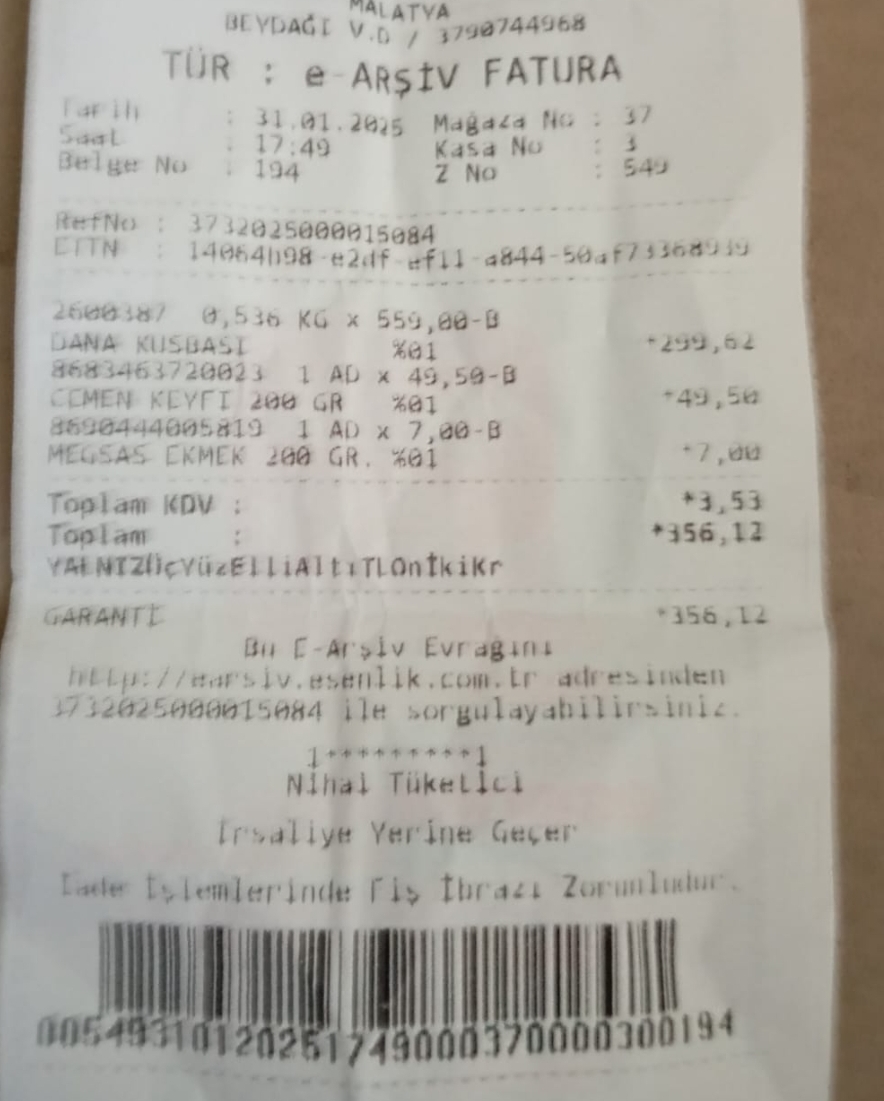 MALATYA
BEYDAĞI V.D / 3790744968
TÜR : e-ARŞİV FATURA
Tarih : 31.01.2025 Mağaza No : 37
Saat : 17:49 Kasa No : 3
Belge No : 194 Z No : 549
RefNo : 3732025000015084
ETTN : 14064b98-e2df-ef11-a844-50af73368939
2600387 0,536 KG x 559,00-B
DANA KUSBASI %01 *299,62
8683463720023 1 AD x 49,50-B
CEMEN KEYFI 200 GR %01 *49,50
8690444005819 1 AD x 7,00-B
MEGSAS EKMEK 200 GR. %01 *7,00
Toplam KDV : *3,53
Toplam : *356,12
YALNIZÜçYüzElliAltıTLOnİkiKr
GARANTİ *356,12
Bu E-Arşiv Evrağını
http://earsiv.esenlik.com.tr adresinden
3732025000015084 ile sorgulayabilirsiniz.
1*********1
Nihai Tüketici
İrsaliye Yerine Geçer
İade İşlemlerinde Fiş İbrazı Zorunludur.
0054931012025174900037000030​0194